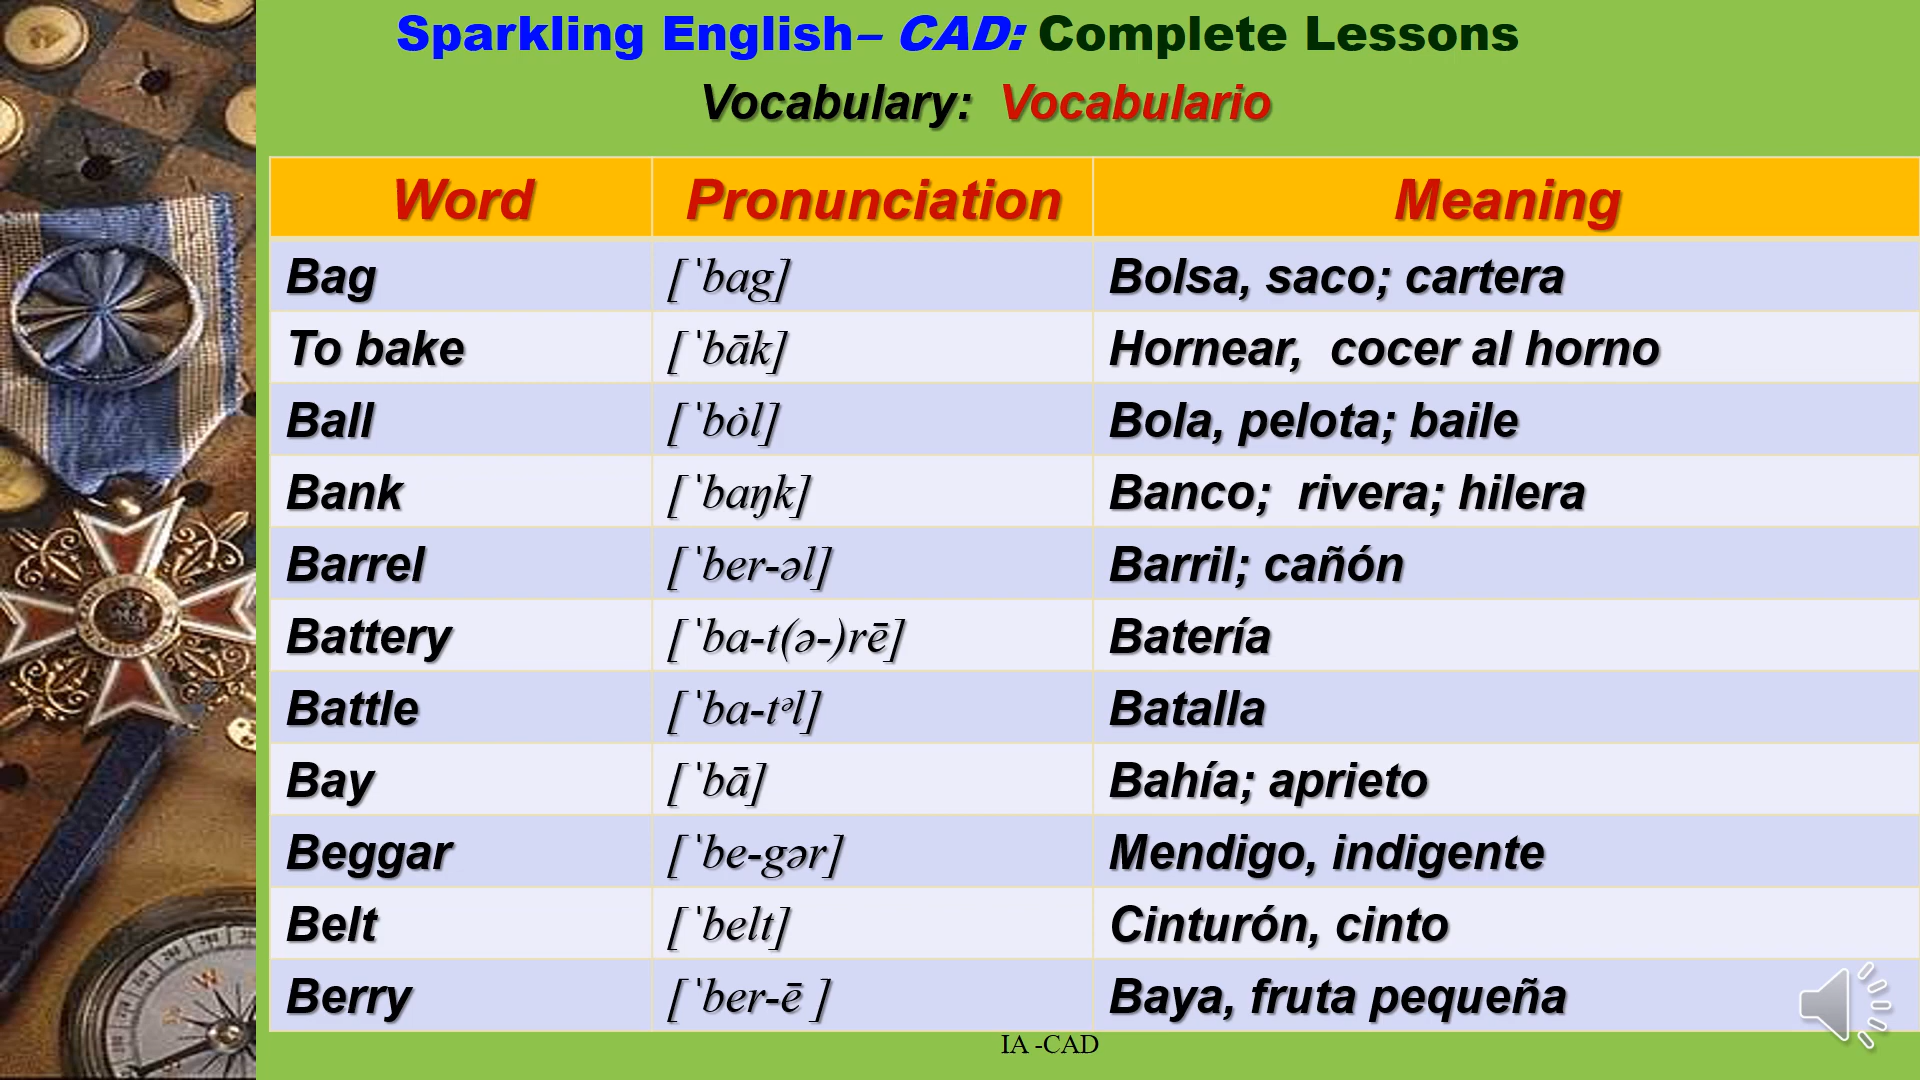 Sparkling English– CAD: Complete Lessons
Vocabulary: Vocabulario
Word Pronunciation Meaning
Bag [ˈbag] Bolsa, saco; cartera
To bake [ˈbāk] Hornear, cocer al horno
Ball [ˈbȯl] Bola, pelota; baile
Bank [ˈbaŋk] Banco; rivera; hilera
Barrel [ˈber-əl] Barril; cañón
Battery [ˈba-t(ə-)rē] Batería
Battle [ˈba-tᵊl] Batalla
Bay [ˈbā] Bahía; aprieto
Beggar [ˈbe-gər] Mendigo, indigente
Belt [ˈbelt] Cinturón, cinto
Berry [ˈber-ē ] Baya, fruta pequeña
IA -CAD
W